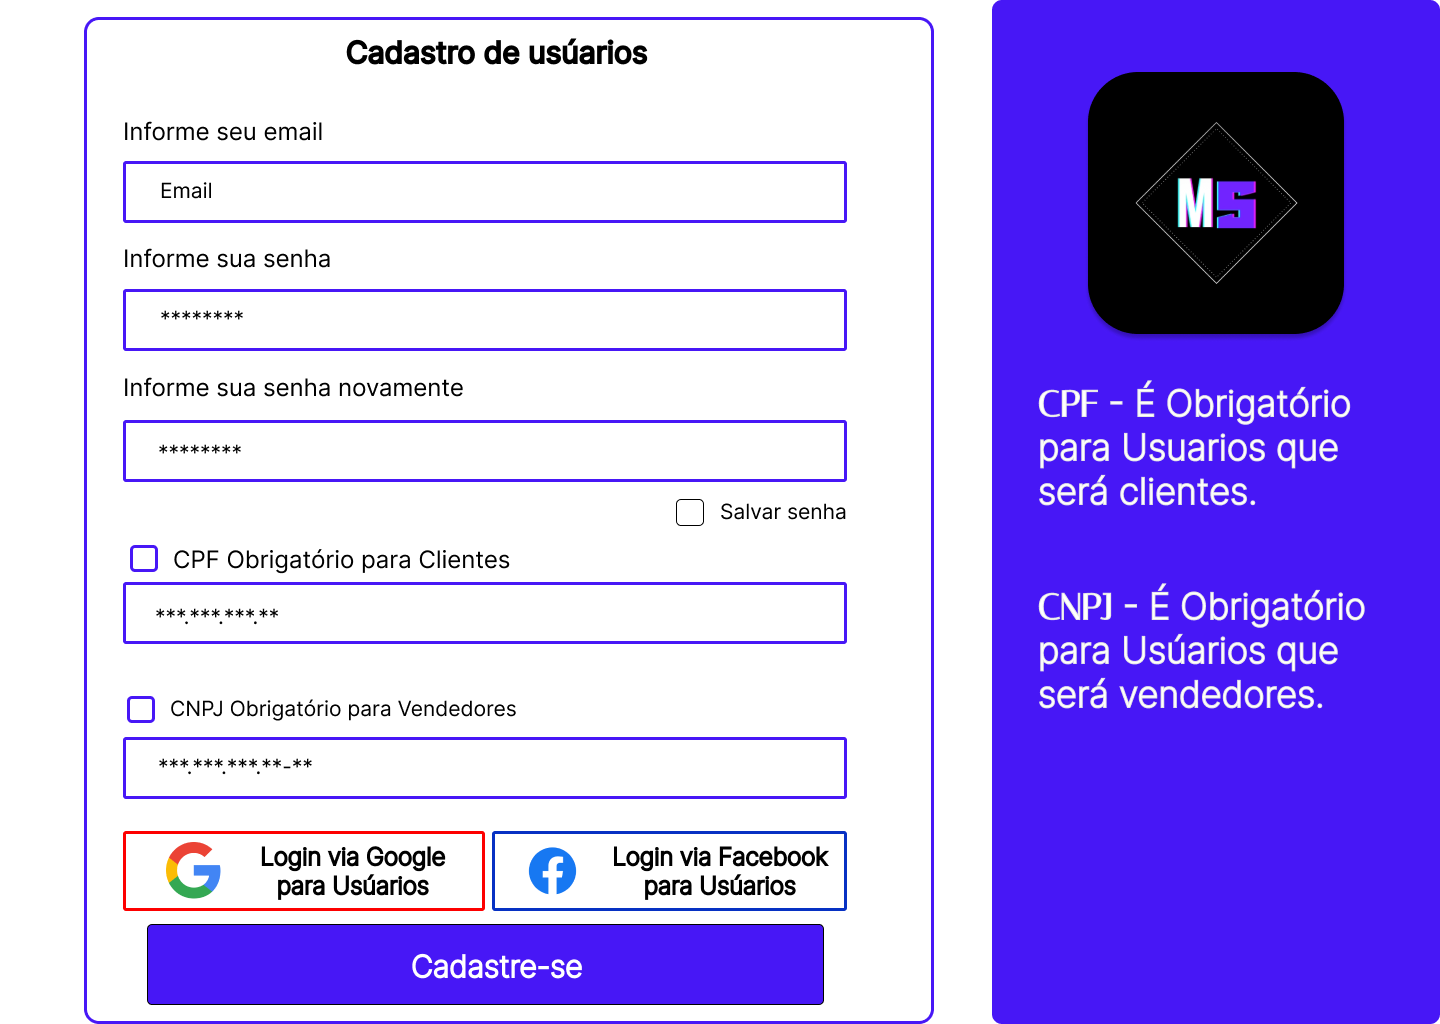 Cadastro de usúarios
Informe seu email
Email
Informe sua senha
********
Informe sua senha novamente
********
Salvar senha
CPF Obrigatório para Clientes
***.***.***.**
CNPJ Obrigatório para Vendedores
***.***.***.**-**
Login via Google
para Usúarios
Login via Facebook
para Usúarios
Cadastre-se
MS
CPF - É Obrigatório
para Usuarios que
será clientes.
CNPJ - É Obrigatório
para Usúarios que
será vendedores.